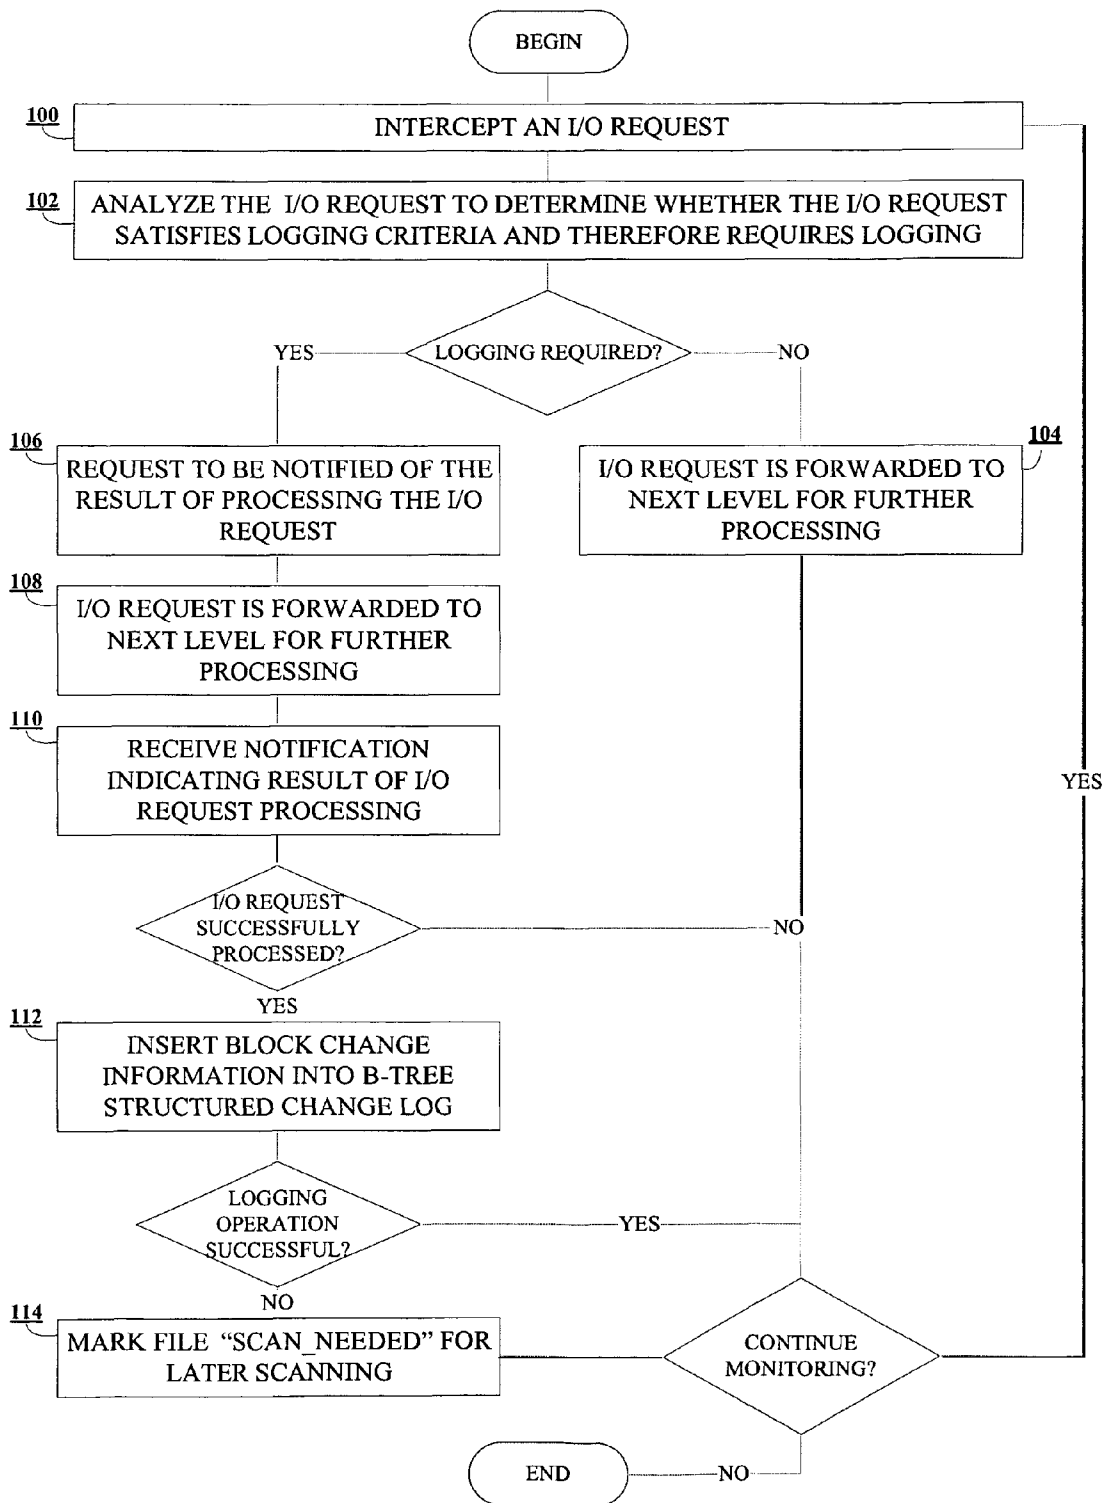 BEGIN
100
INTERCEPT AN I/O REQUEST
102
ANALYZE THE I/O REQUEST TO DETERMINE WHETHER THE I/O REQUEST
SATISFIES LOGGING CRITERIA AND THEREFORE REQUIRES LOGGING
YES
LOGGING REQUIRED?
NO
106
REQUEST TO BE NOTIFIED OF THE
RESULT OF PROCESSING THE I/O
REQUEST
104
I/O REQUEST IS FORWARDED TO
NEXT LEVEL FOR FURTHER
PROCESSING
108
I/O REQUEST IS FORWARDED TO
NEXT LEVEL FOR FURTHER
PROCESSING
110
RECEIVE NOTIFICATION
INDICATING RESULT OF I/O
REQUEST PROCESSING
YES
I/O REQUEST
SUCCESSFULLY
PROCESSED?
NO
YES
112
INSERT BLOCK CHANGE
INFORMATION INTO B-TREE
STRUCTURED CHANGE LOG
LOGGING
OPERATION
SUCCESSFUL?
YES
NO
114
MARK FILE “SCAN_NEEDED” FOR
LATER SCANNING
CONTINUE
MONITORING?
END
NO